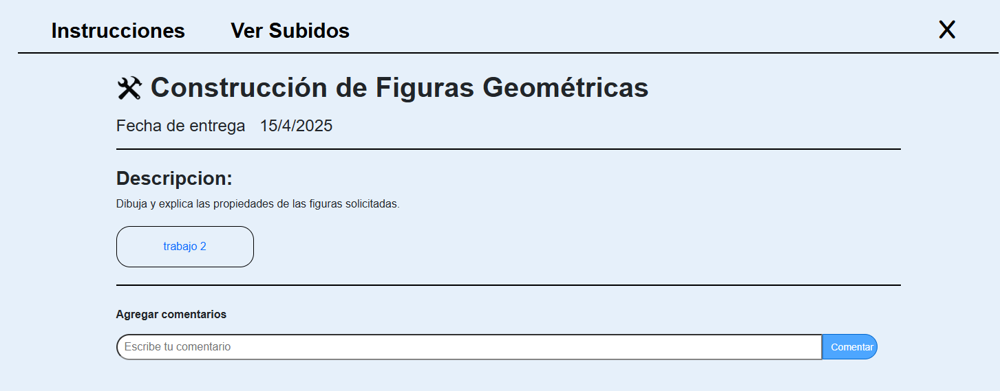 Instrucciones Ver Subidos X
Construcción de Figuras Geométricas
Fecha de entrega 15/4/2025
Descripcion:
Dibuja y explica las propiedades de las figuras solicitadas.
trabajo 2
Agregar comentarios
Escribe tu comentario Comentar